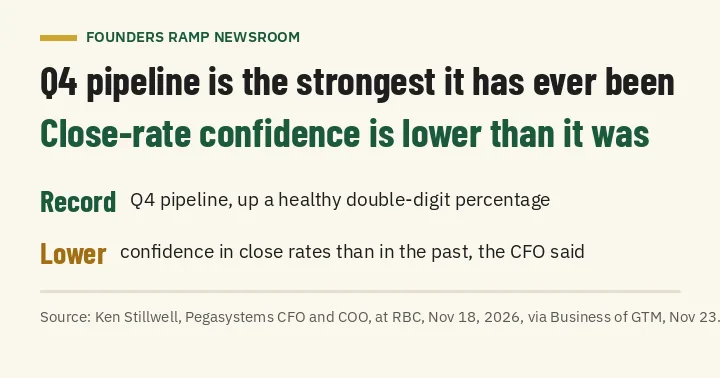 FOUNDERS RAMP NEWSROOM
Q4 pipeline is the strongest it has ever been
Close-rate confidence is lower than it was
Record Q4 pipeline, up a healthy double-digit percentage
Lower confidence in close rates than in the past, the CFO said
Source: Ken Stillwell, Pegasystems CFO and COO, at RBC, Nov 18, 2026, via Business of GTM, Nov 23.